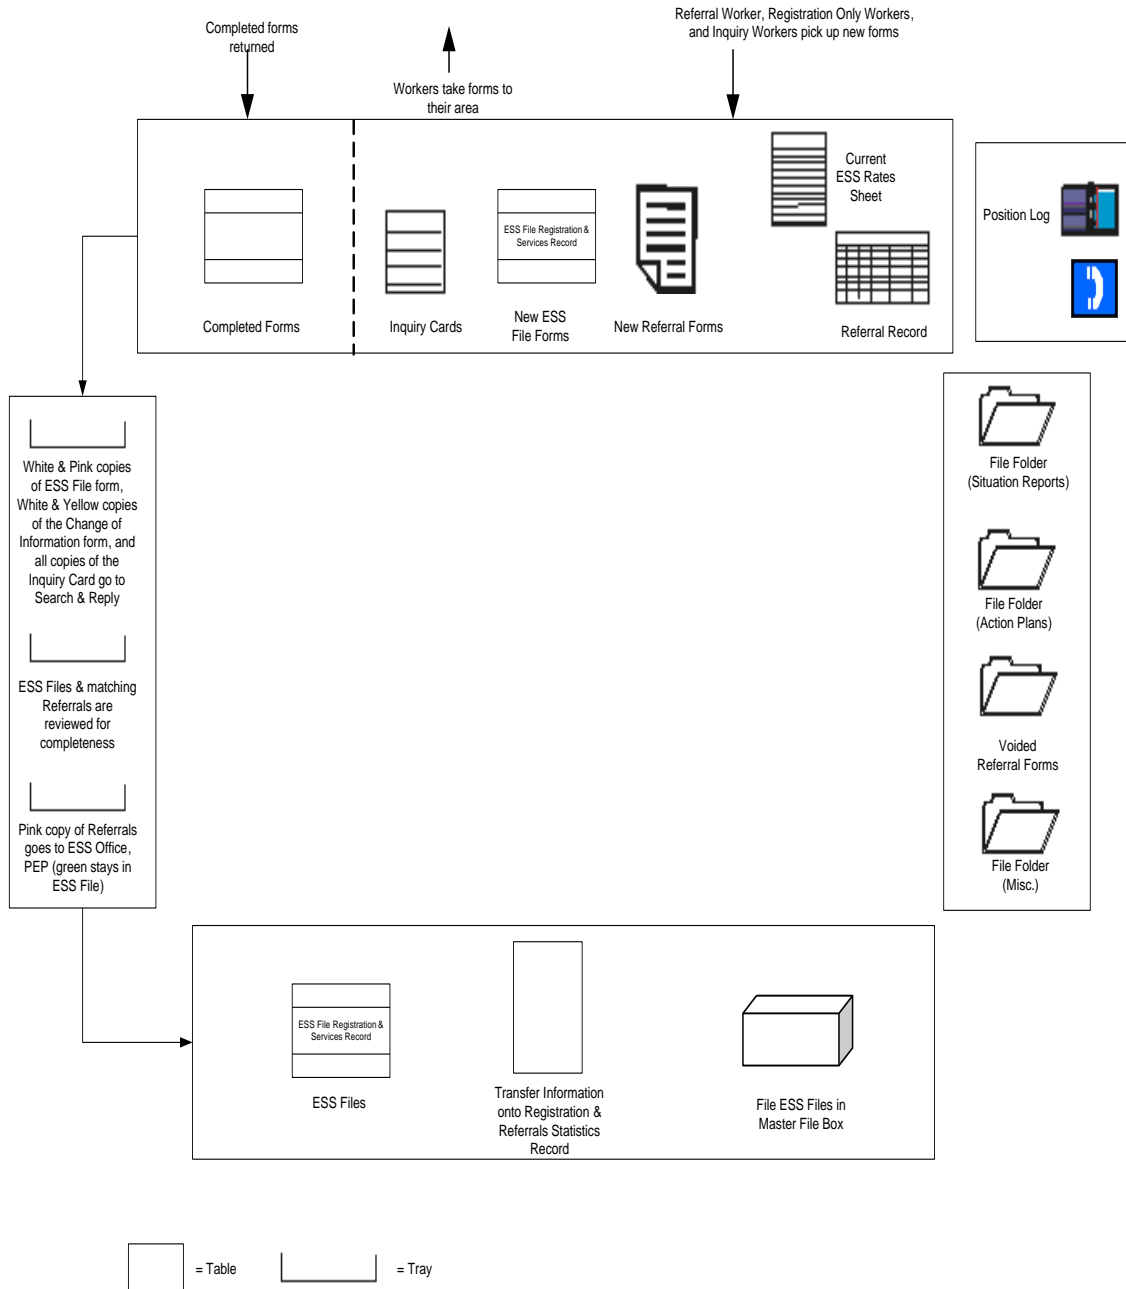 Completed forms
returned
Workers take forms to
their area
Referral Worker, Registration Only Workers,
and Inquiry Workers pick up new forms
Completed Forms
Inquiry Cards
ESS File Registration &
Services Record
New ESS
File Forms
New Referral Forms
Current
ESS Rates
Sheet
Referral Record
Position Log
White & Pink copies
of ESS File form,
White & Yellow copies
of the Change of
Information form, and
all copies of the
Inquiry Card go to
Search & Reply
ESS Files & matching
Referrals are
reviewed for
completeness
Pink copy of Referrals
goes to ESS Office,
PEP (green stays in
ESS File)
File Folder
(Situation Reports)
File Folder
(Action Plans)
Voided
Referral Forms
File Folder
(Misc.)
ESS File Registration &
Services Record
ESS Files
Transfer Information
onto Registration &
Referrals Statistics
Record
File ESS Files in
Master File Box
= Table
= Tray